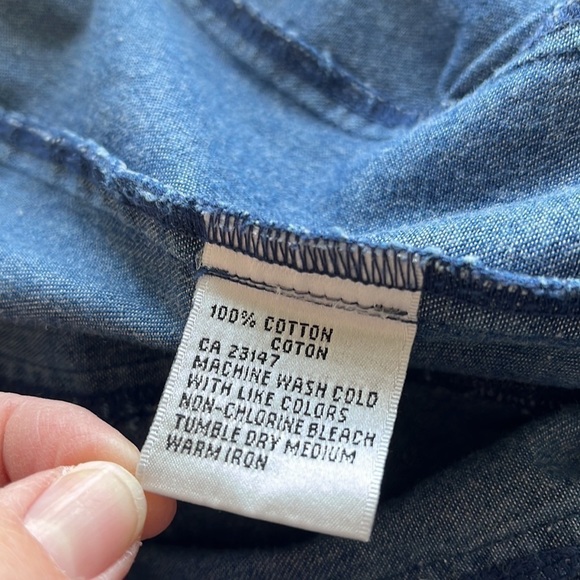 100% COTTON
COTON
CA 23147
MACHINE WASH COLD
WITH LIKE COLORS
NON-CHLORINE BLEACH
TUMBLE DRY MEDIUM
WARM IRON